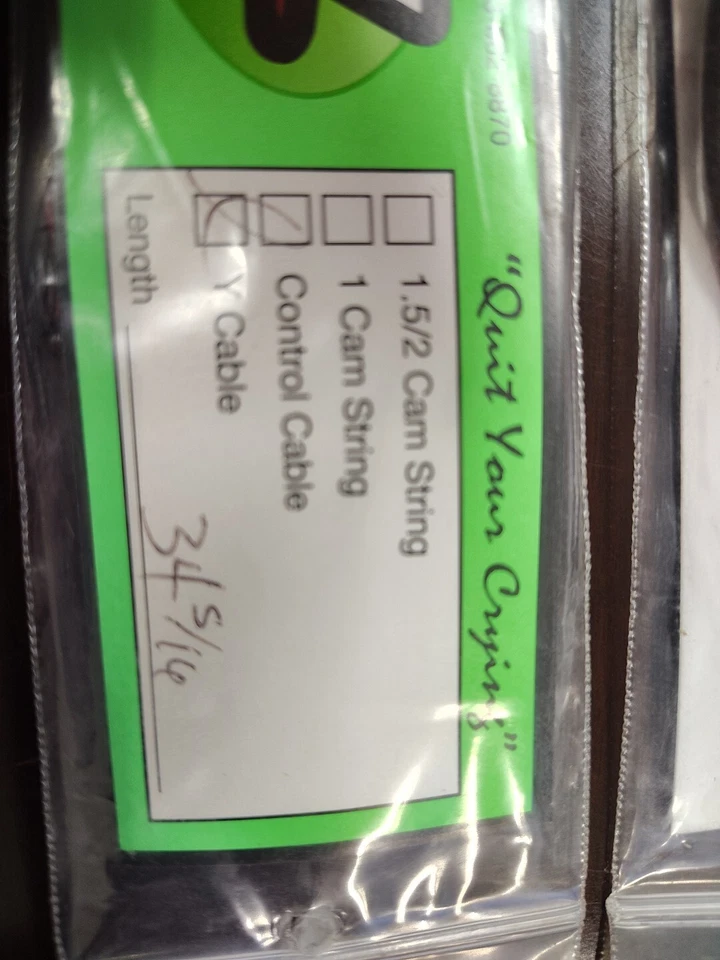 "Quit Your Crying"
1.5/2 Cam String
1 Cam String
Control Cable
Y Cable
Length 34 5/16